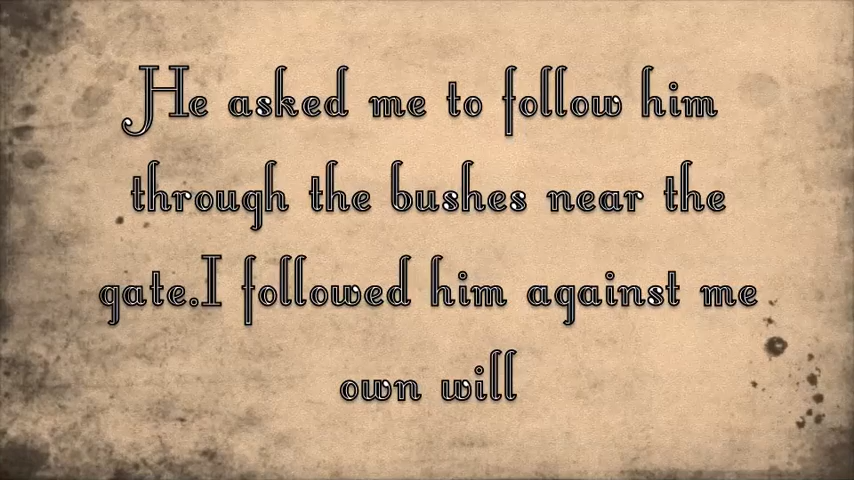 He asked me to follow him
through the bushes near the
gate.I followed him against me
own will